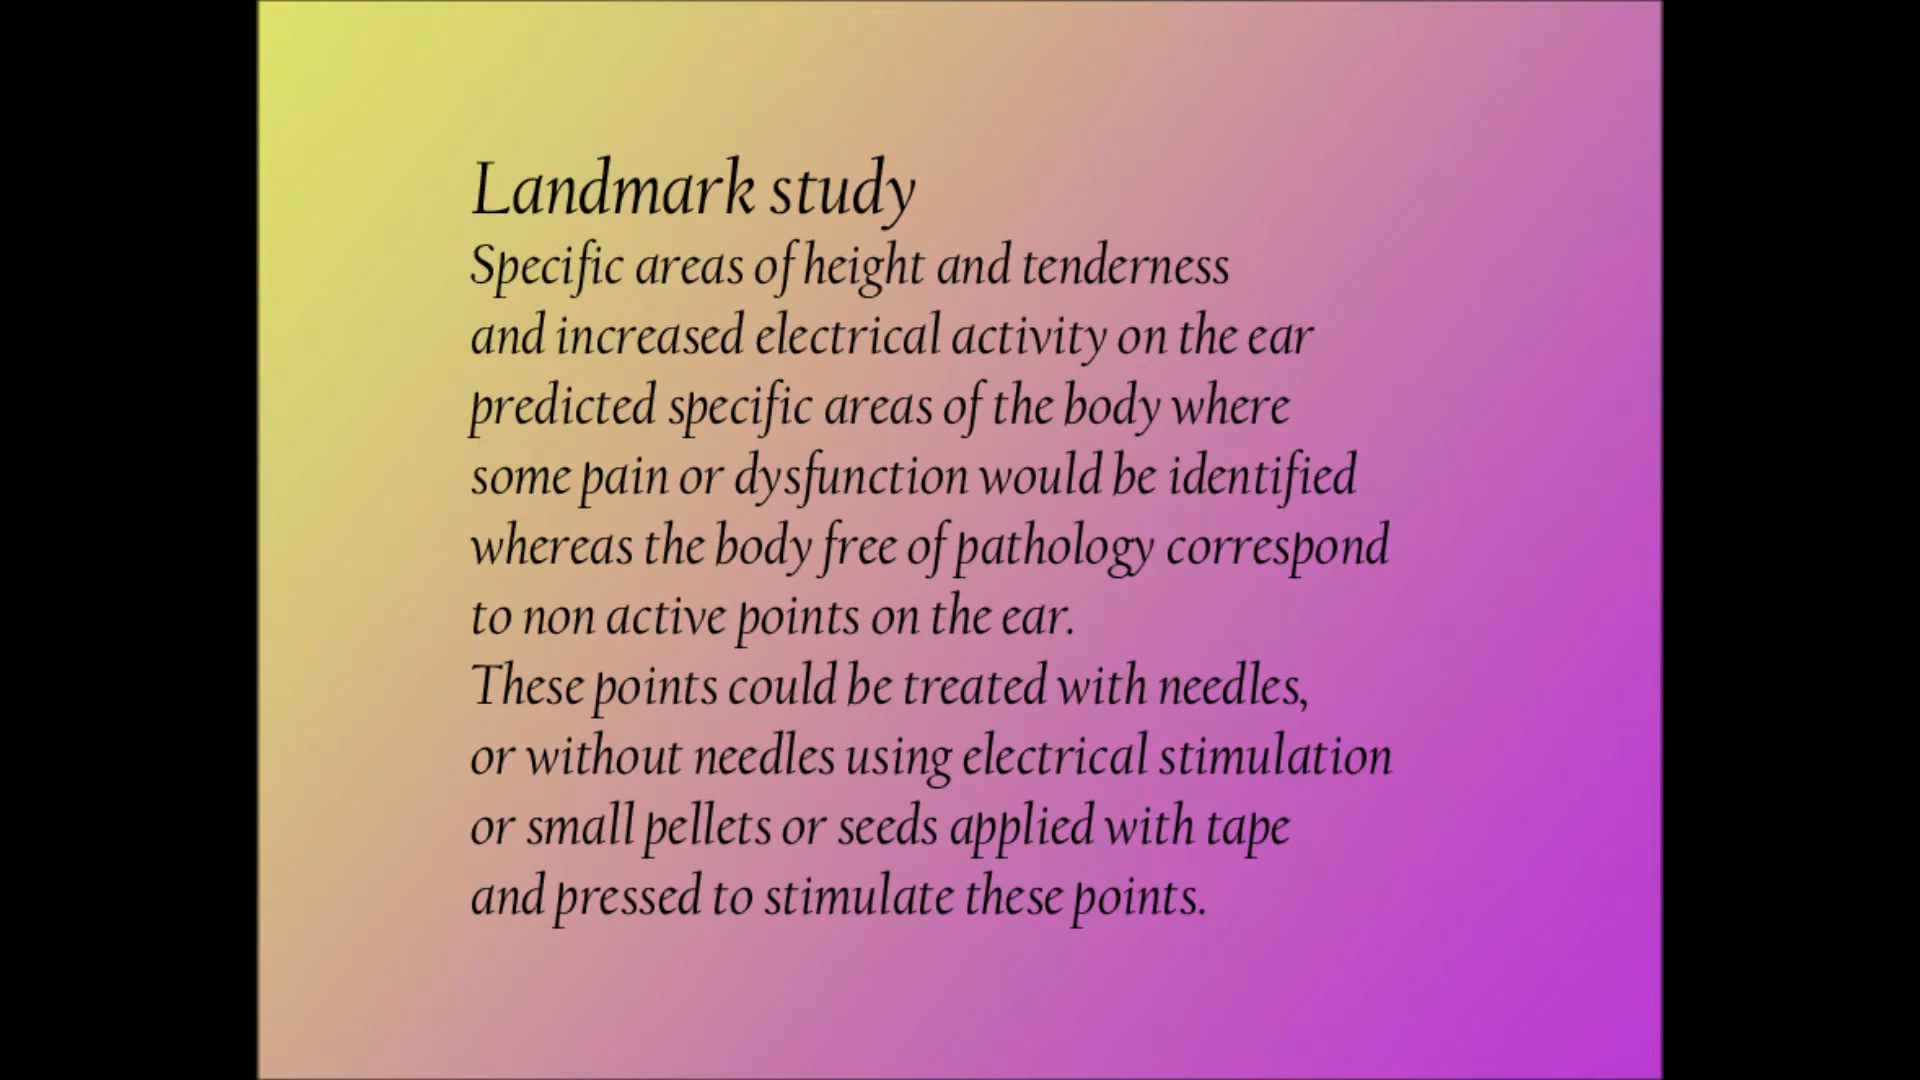 Landmark study
Specific areas of height and tenderness
and increased electrical activity on the ear
predicted specific areas of the body where
some pain or dysfunction would be identified
whereas the body free of pathology correspond
to non active points on the ear.
These points could be treated with needles,
or without needles using electrical stimulation
or small pellets or seeds applied with tape
and pressed to stimulate these points.